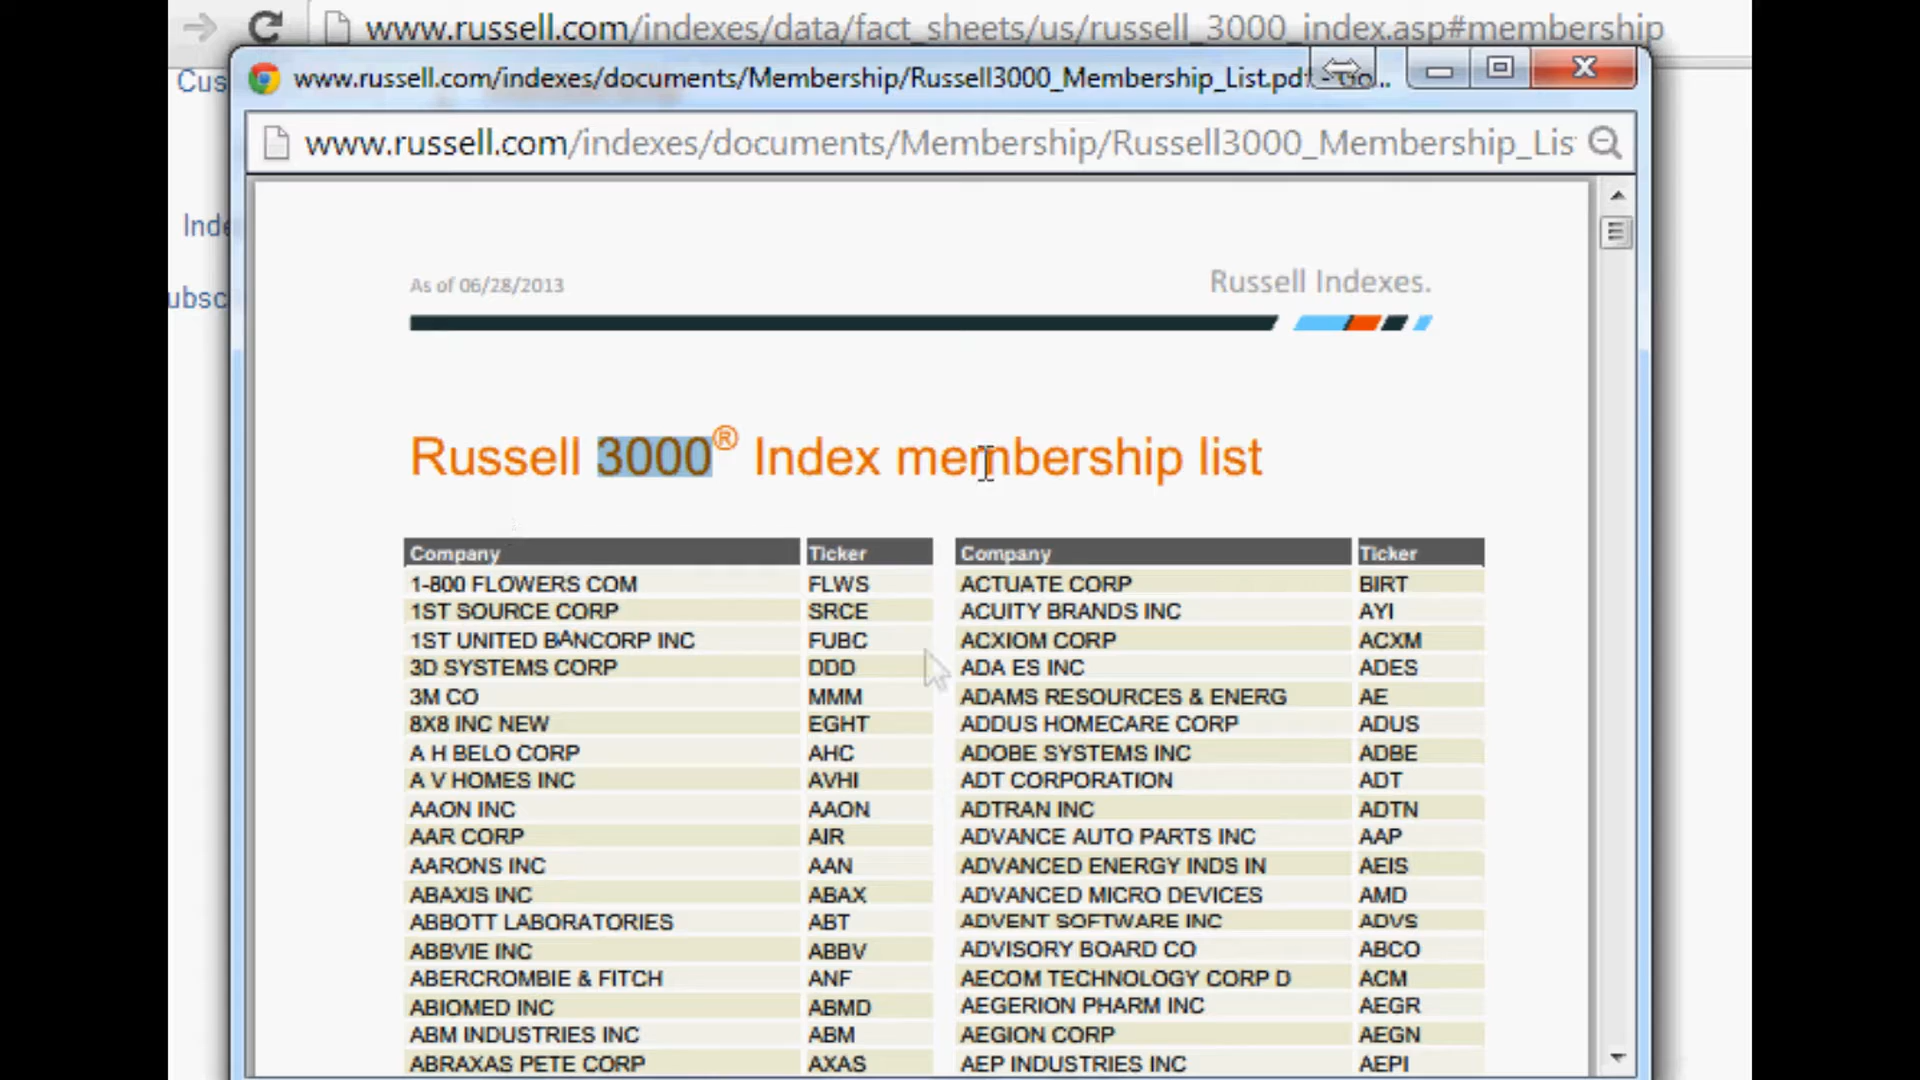 www.russell.com/indexes/data/fact_sheets/us/russell_3000_index.asp#membership
Cus
www.russell.com/indexes/documents/Membership/Russell3000_Membership_List.pdf - Go...
www.russell.com/indexes/documents/Membership/Russell3000_Membership_Lis
Inde
ubsc
As of 06/28/2013
Russell Indexes.
Russell 3000® Index membership list
Company Ticker Company Ticker
1-800 FLOWERS COM FLWS ACTUATE CORP BIRT
1ST SOURCE CORP SRCE ACUITY BRANDS INC AYI
1ST UNITED BANCORP INC FUBC ACXIOM CORP ACXM
3D SYSTEMS CORP DDD ADA ES INC ADES
3M CO MMM ADAMS RESOURCES & ENERG AE
8X8 INC NEW EGHT ADDUS HOMECARE CORP ADUS
A H BELO CORP AHC ADOBE SYSTEMS INC ADBE
A V HOMES INC AVHI ADT CORPORATION ADT
AAON INC AAON ADTRAN INC ADTN
AAR CORP AIR ADVANCE AUTO PARTS INC AAP
AARONS INC AAN ADVANCED ENERGY INDS IN AEIS
ABAXIS INC ABAX ADVANCED MICRO DEVICES AMD
ABBOTT LABORATORIES ABT ADVENT SOFTWARE INC ADVS
ABBVIE INC ABBV ADVISORY BOARD CO ABCO
ABERCROMBIE & FITCH ANF AECOM TECHNOLOGY CORP D ACM
ABIOMED INC ABMD AEGERION PHARM INC AEGR
ABM INDUSTRIES INC ABM AEGION CORP AEGN
ABRAXAS PETE CORP AXAS AEP INDUSTRIES INC AEPI